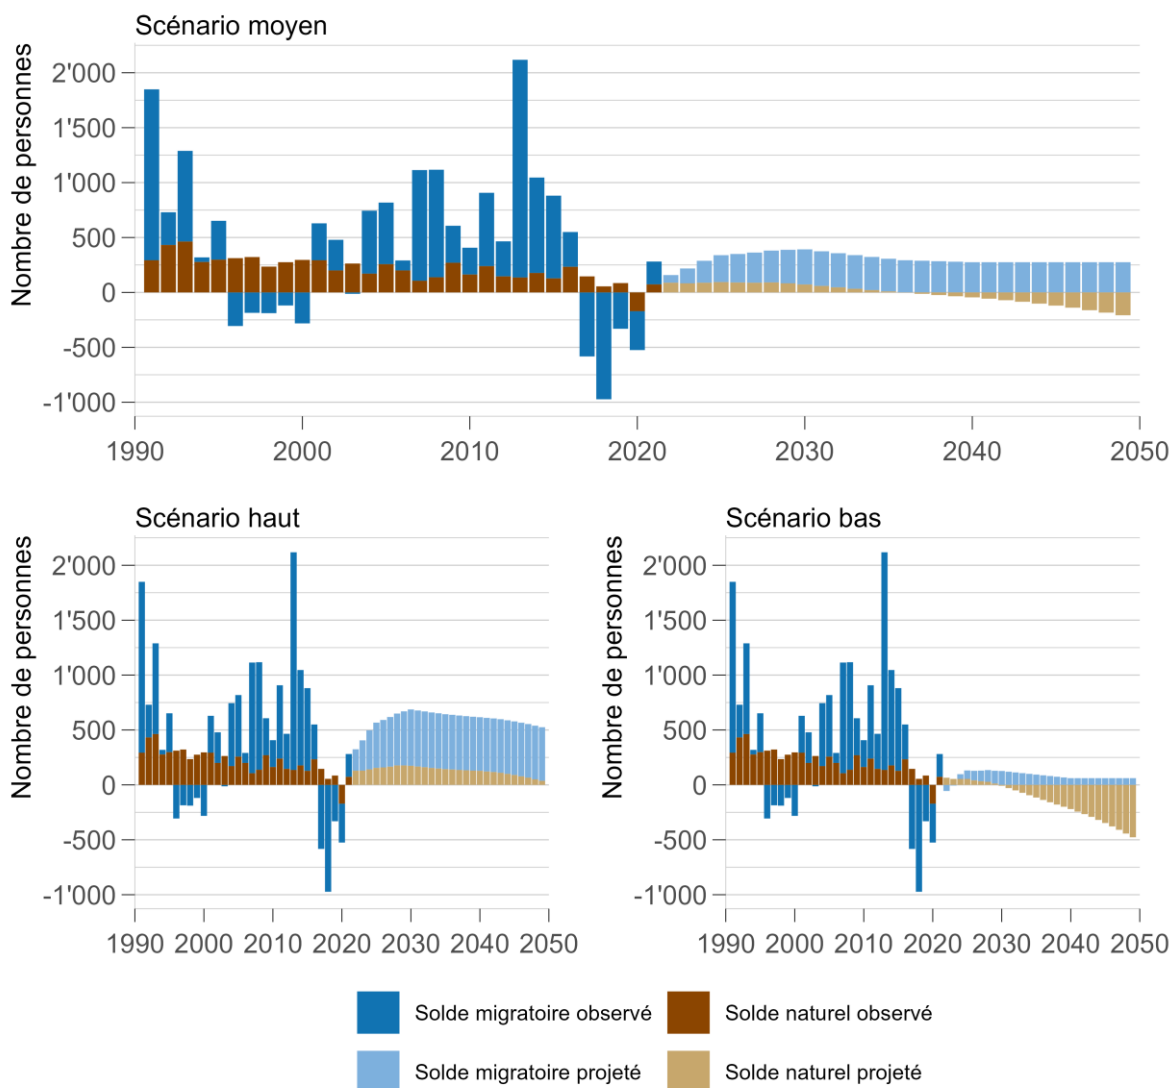 Scénario moyen
Nombre de personnes
2'000
1'500
1'000
500
0
-500
-1'000
1990 2000 2010 2020 2030 2040 2050
Scénario haut
Nombre de personnes
2'000
1'500
1'000
500
0
-500
-1'000
1990 2000 2010 2020 2030 2040 2050
Scénario bas
Nombre de personnes
2'000
1'500
1'000
500
0
-500
-1'000
1990 2000 2010 2020 2030 2040 2050
Solde migratoire observé
Solde naturel observé
Solde migratoire projeté
Solde naturel projeté